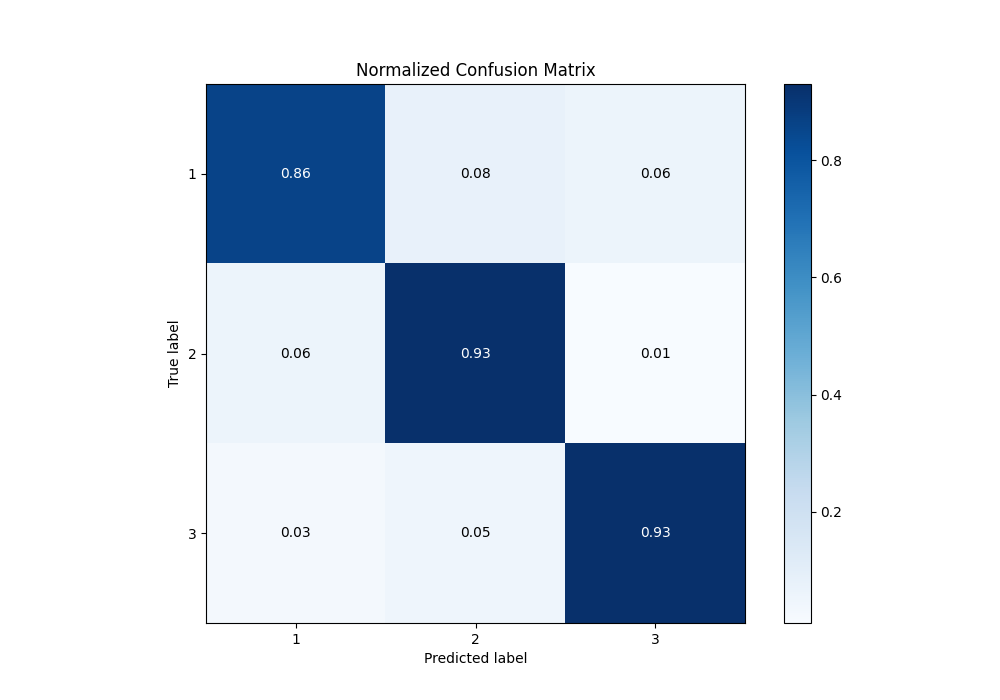 Normalized Confusion Matrix
1 0.86 0.08 0.06
2 0.06 0.93 0.01
3 0.03 0.05 0.93
1 2 3
Predicted label
True label
0.8
0.6
0.4
0.2